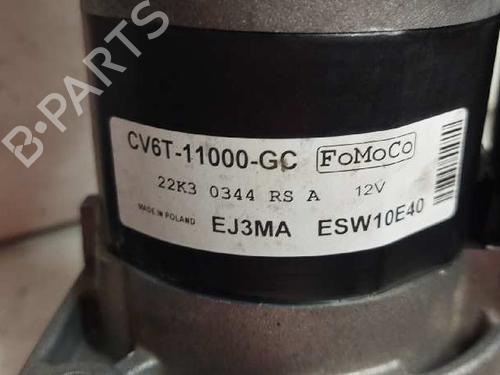 B-PARTS
CV6T-11000-GC FoMoCo
22K3 0344 RS A 12V
MADE IN POLAND EJ3MA ESW10E40